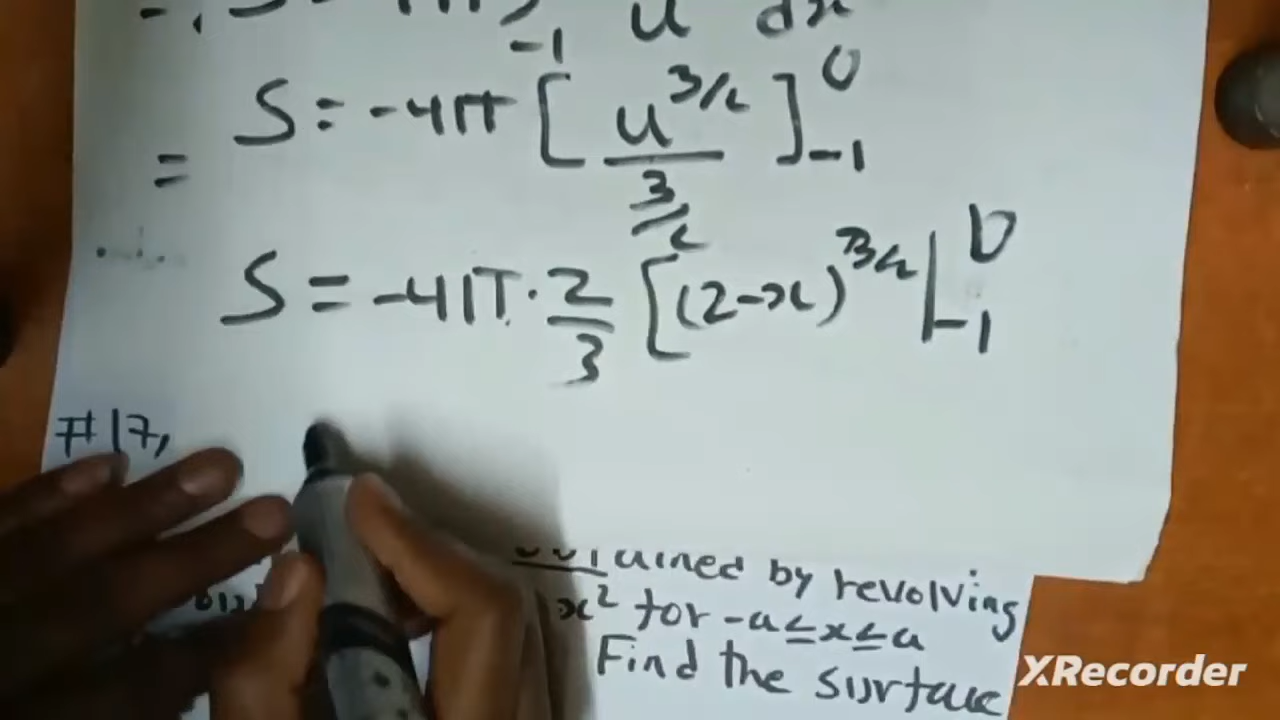 S = -4π [ u^3/2 / 3/2 ]_-1^0
=
S = -4π · 2/3 [(2-x)^3/2 |_-1^0
#17,
by revolving
x² for -a ≤ x ≤ a
Find the surface
XRecorder